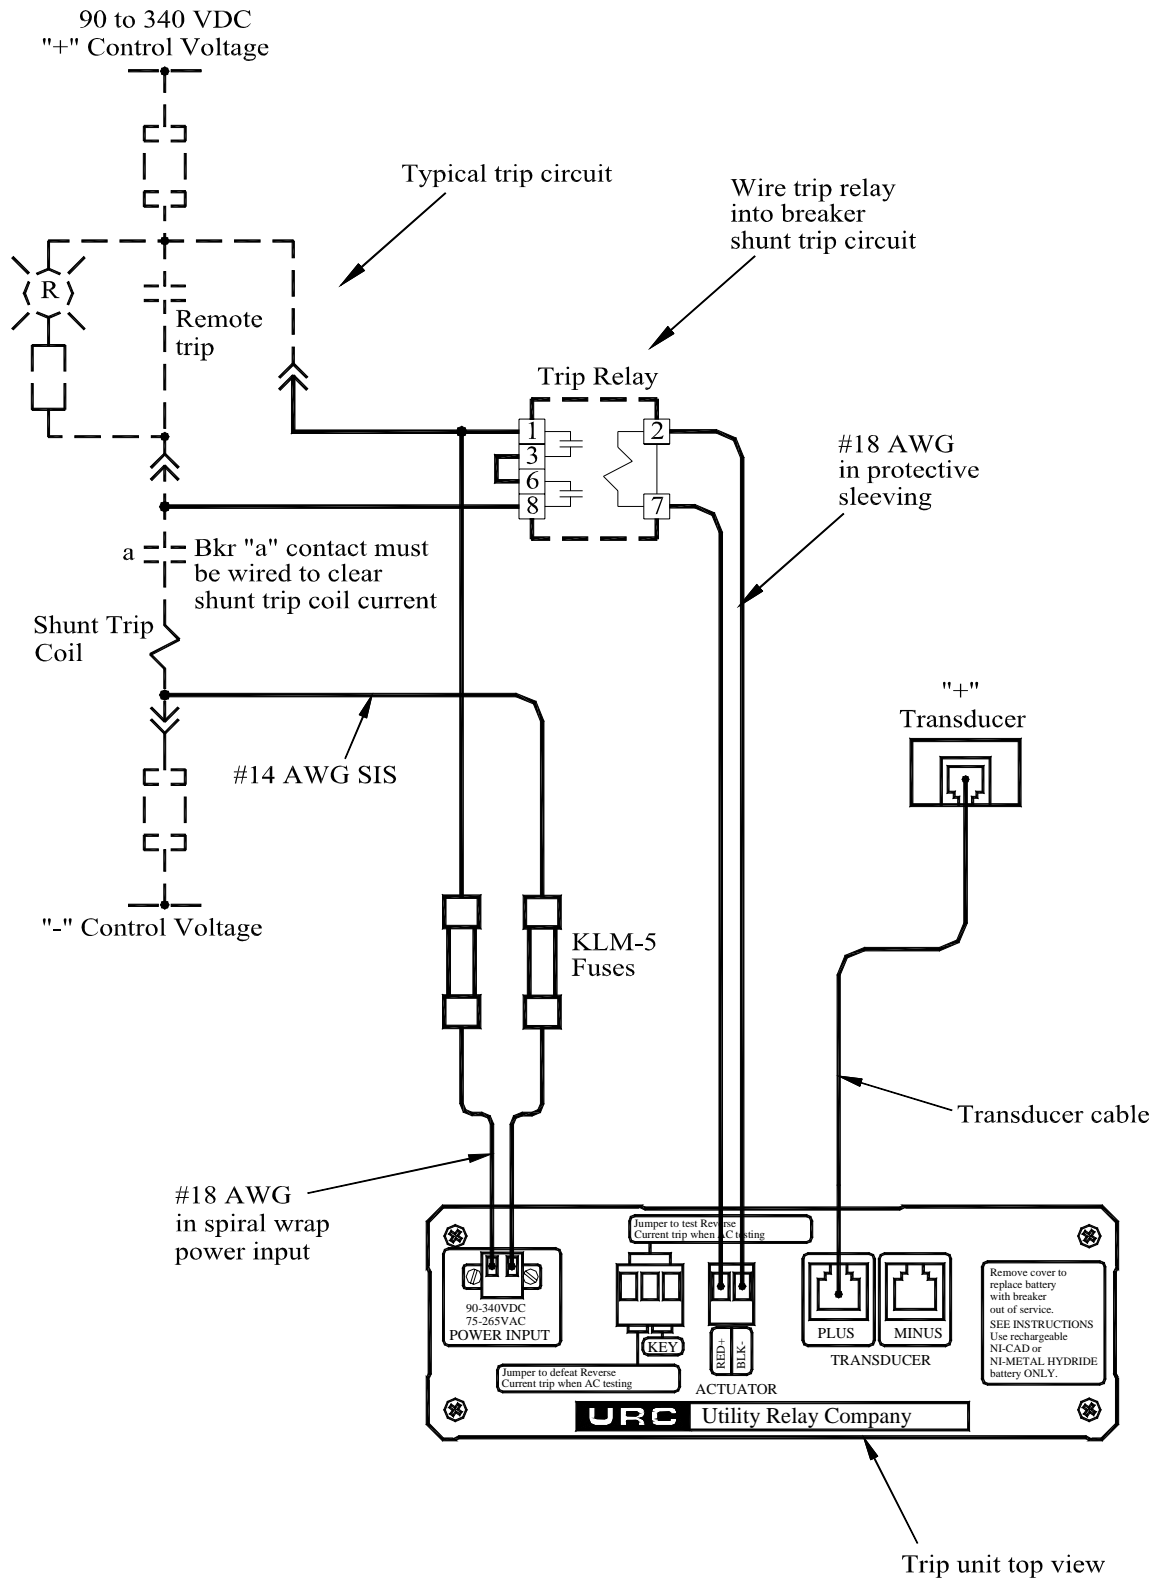 90 to 340 VDC
"+" Control Voltage
Typical trip circuit
Wire trip relay
into breaker
shunt trip circuit
R
Remote
trip
Trip Relay
1
3
6
8
2
7
#18 AWG
in protective
sleeving
a
Bkr "a" contact must
be wired to clear
shunt trip coil current
Shunt Trip
Coil
#14 AWG SIS
"+"
Transducer
"-" Control Voltage
KLM-5
Fuses
Transducer cable
#18 AWG
in spiral wrap
power input
Jumper to test Reverse
Current trip when AC testing
90-340VDC
75-265VAC
POWER INPUT
KEY
Jumper to defeat Reverse
Current trip when AC testing
RED+
BLK-
ACTUATOR
PLUS
MINUS
TRANSDUCER
Remove cover to
replace battery
with breaker
out of service.
SEE INSTRUCTIONS
Use rechargeable
NI-CAD or
NI-METAL HYDRIDE
battery ONLY.
URC Utility Relay Company
Trip unit top view